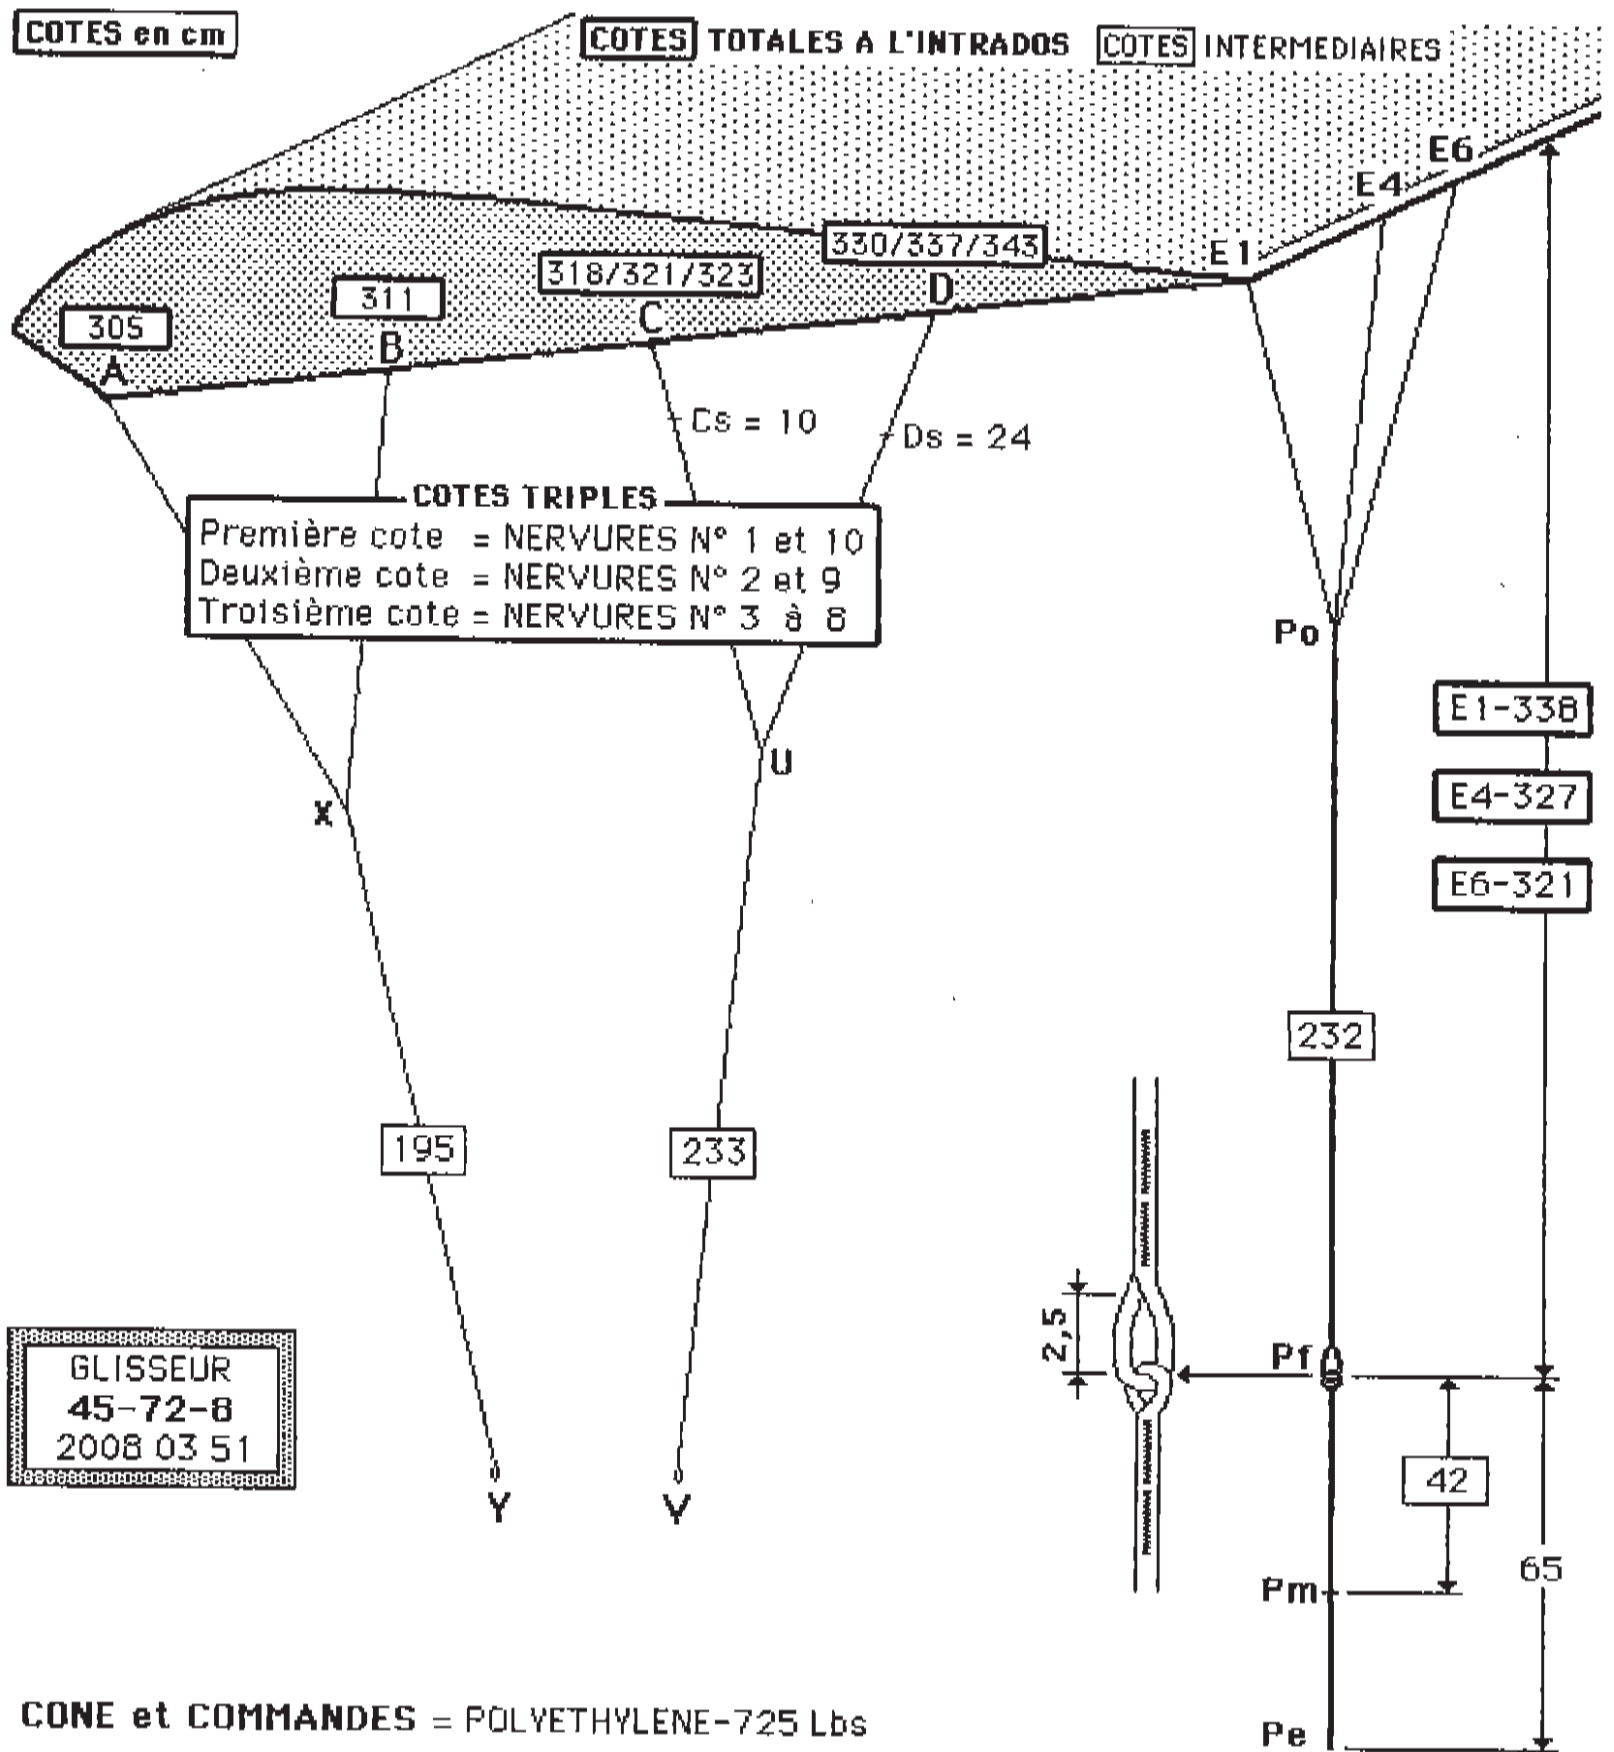 COTES en cm
COTES TOTALES A L'INTRADOS COTES INTERMEDIAIRES
E6
E4
E1
330/337/343
D
318/321/323
C
311
B
305
A
Cs = 10
Ds = 24
COTES TRIPLES
Première cote = NERVURES N° 1 et 10
Deuxième cote = NERVURES N° 2 et 9
Troisième cote = NERVURES N° 3 à 8
Po
E1-338
U
E4-327
X
E6-321
232
195
233
2,5
Pf
GLISSEUR
45-72-8
2008 03 51
42
Y
V
65
Pm
CONE et COMMANDES = POLYETHYLENE-725 Lbs
Pe